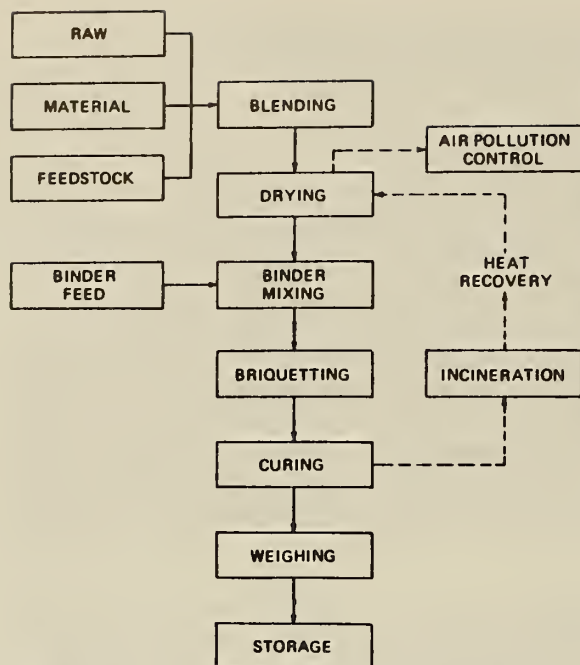 RAW
MATERIAL
FEEDSTOCK
BLENDING
AIR POLLUTION
CONTROL
DRYING
HEAT
RECOVERY
BINDER
FEED
BINDER
MIXING
BRIQUETTING
INCINERATION
CURING
WEIGHING
STORAGE